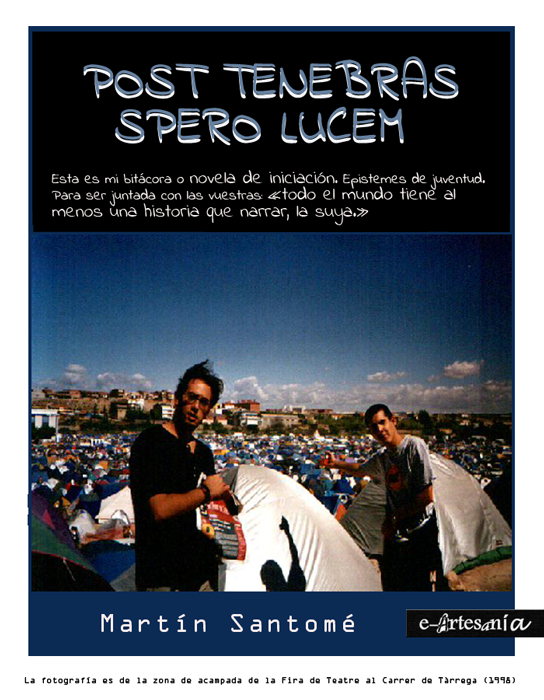 POST TENEBRAS
SPERO LUCEM
Esta es mi bitácora o novela de iniciación. Epistemes de juventud.
Para ser juntada con las vuestras: «todo el mundo tiene al
menos una historia que narrar, la suya.»
Martín Santomé
e-Artesanía
La fotografía es de la zona de acampada de la Fira de Teatre al Carrer de Tàrrega (1998)